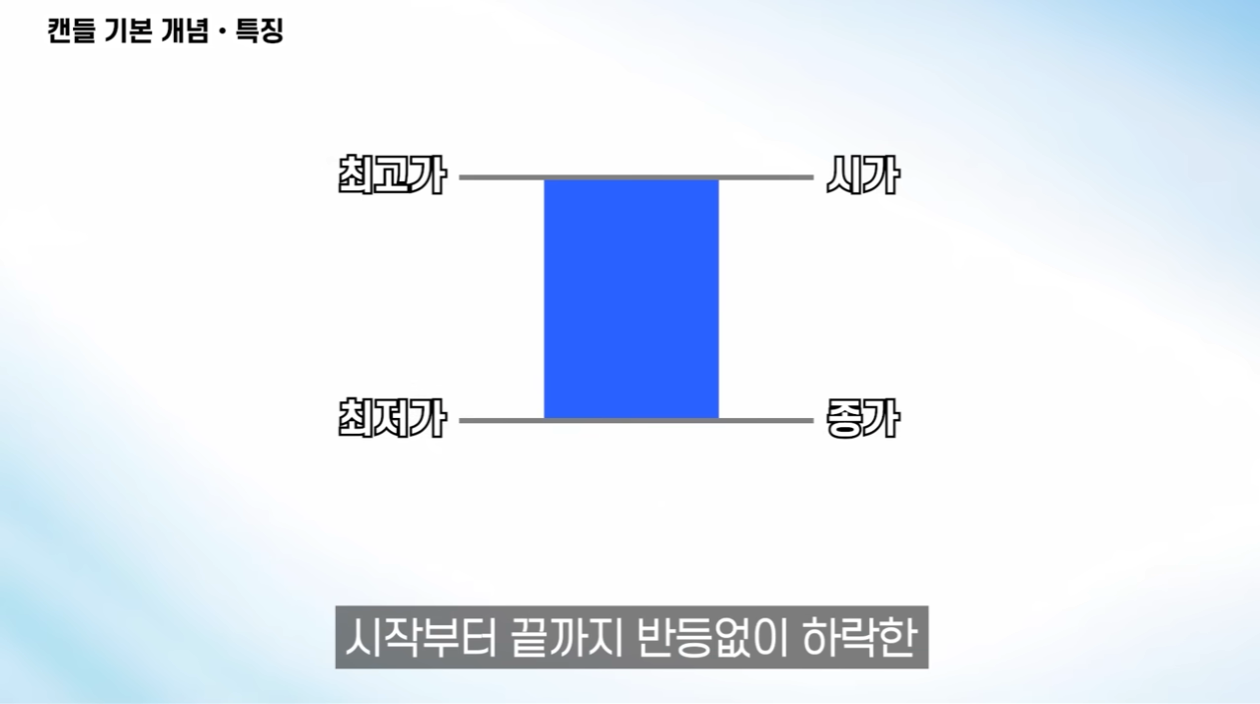 캔들 기본 개념 · 특징
최고가
시가
최저가
종가
시작부터 끝까지 반등없이 하락한